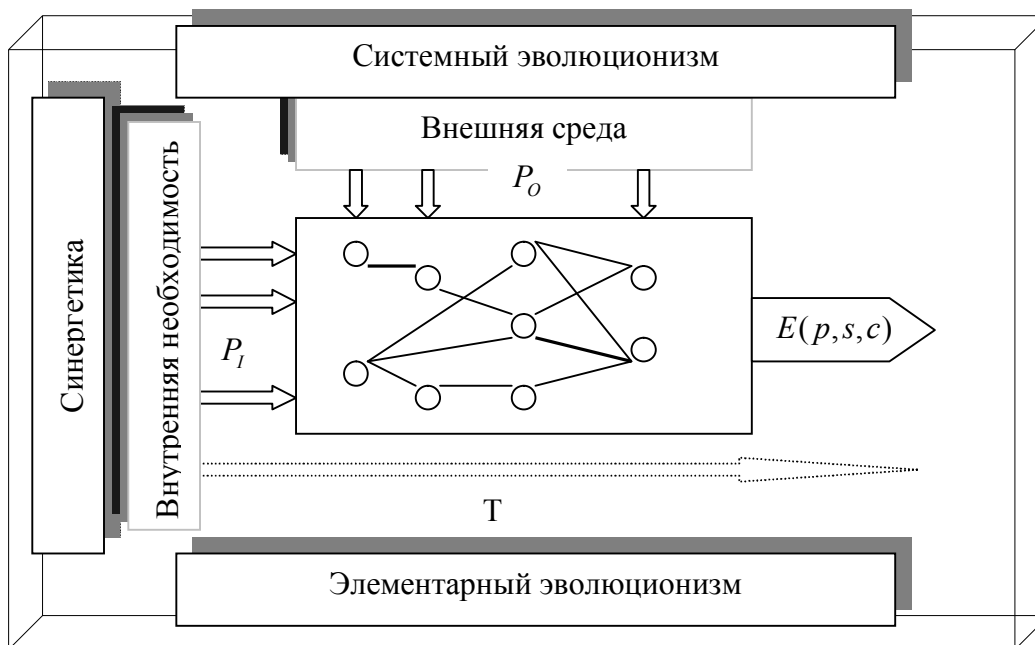 Системный эволюционизм
Внешняя среда
P_O
Синергетика
Внутренняя необходимость
P_I
E(p,s,c)
T
Элементарный эволюционизм